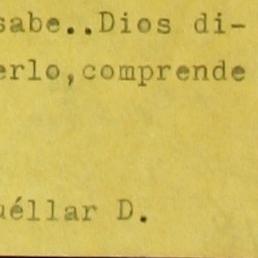 sabe..Dios di-
erlo,comprende
uéllar D.